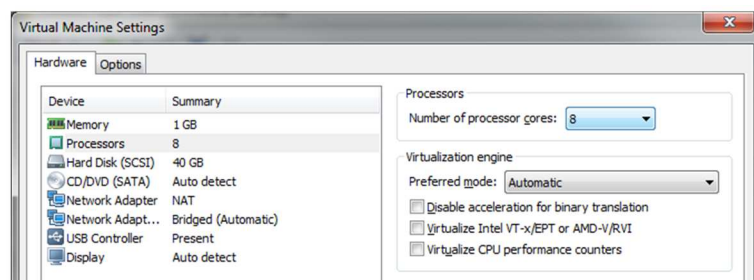 Virtual Machine Settings
Hardware Options
Device Summary
Memory 1 GB
Processors 8
Hard Disk (SCSI) 40 GB
CD/DVD (SATA) Auto detect
Network Adapter NAT
Network Adapt... Bridged (Automatic)
USB Controller Present
Display Auto detect
Processors
Number of processor cores: 8
Virtualization engine
Preferred mode: Automatic
Disable acceleration for binary translation
Virtualize Intel VT-x/EPT or AMD-V/RVI
Virtualize CPU performance counters